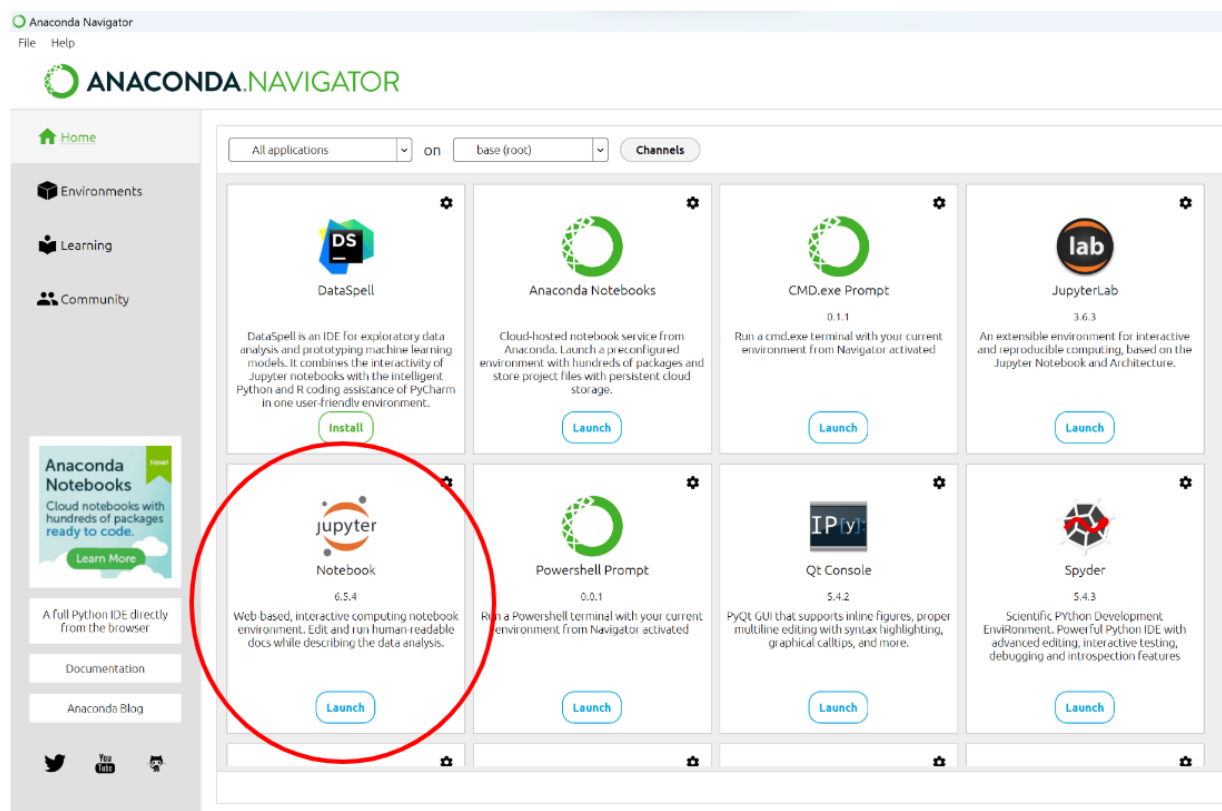 Anaconda Navigator
File Help
ANACONDA.NAVIGATOR
Home
Environments
Learning
Community
Anaconda
Notebooks
New!
Cloud notebooks with
hundreds of packages
ready to code.
Learn More
A full Python IDE directly
from the browser
Documentation
Anaconda Blog
You
Tube
All applications on base (root) Channels
DS
DataSpell
DataSpell is an IDE for exploratory data
analysis and prototyping machine learning
models. It combines the interactivity of
Jupyter notebooks with the intelligent
Python and R coding assistance of PyCharm
in one user-friendly environment.
Install
Anaconda Notebooks
Cloud-hosted notebook service from
Anaconda. Launch a preconfigured
environment with hundreds of packages and
store project files with persistent cloud
storage.
Launch
CMD.exe Prompt
0.1.1
Run a cmd.exe terminal with your current
environment from Navigator activated
Launch
lab
JupyterLab
3.6.3
An extensible environment for interactive
and reproducible computing, based on the
Jupyter Notebook and Architecture.
Launch
jupyter
Notebook
6.5.4
Web-based, interactive computing notebook
environment. Edit and run human-readable
docs while describing the data analysis.
Launch
Powershell Prompt
0.0.1
Run a Powershell terminal with your current
environment from Navigator activated
Launch
IP[y]:
Qt Console
5.4.2
PyQt GUI that supports inline figures, proper
multiline editing with syntax highlighting,
graphical calltips, and more.
Launch
Spyder
5.4.3
Scientific PYthon Development
EnviRonment. Powerful Python IDE with
advanced editing, interactive testing,
debugging and introspection features
Launch